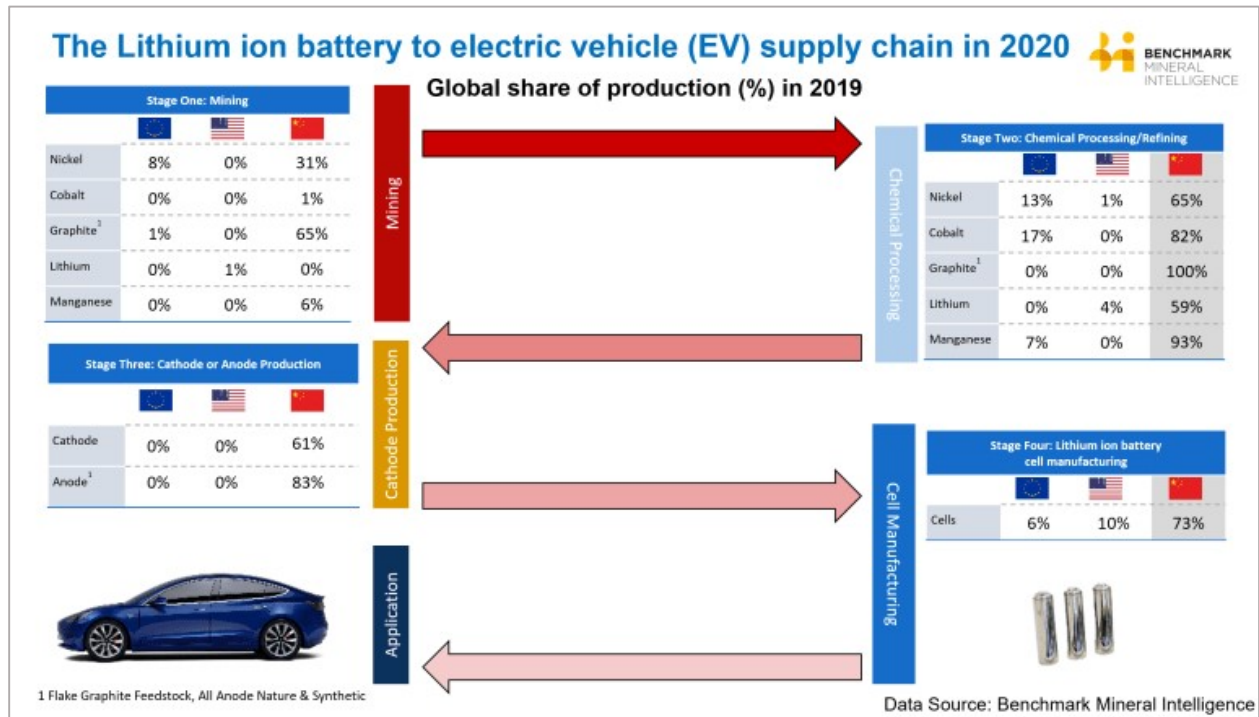 The Lithium ion battery to electric vehicle (EV) supply chain in 2020
BENCHMARK
MINERAL
INTELLIGENCE
Global share of production (%) in 2019
Stage One: Mining
Nickel 8% 0% 31%
Cobalt 0% 0% 1%
Graphite1 1% 0% 65%
Lithium 0% 1% 0%
Manganese 0% 0% 6%
Mining
Chemical Processing
Stage Two: Chemical Processing/Refining
Nickel 13% 1% 65%
Cobalt 17% 0% 82%
Graphite1 0% 0% 100%
Lithium 0% 4% 59%
Manganese 7% 0% 93%
Stage Three: Cathode or Anode Production
Cathode 0% 0% 61%
Anode1 0% 0% 83%
Cathode Production
Cell Manufacturing
Stage Four: Lithium ion battery
cell manufacturing
Cells 6% 10% 73%
Application
1 Flake Graphite Feedstock, All Anode Nature & Synthetic
Data Source: Benchmark Mineral Intelligence